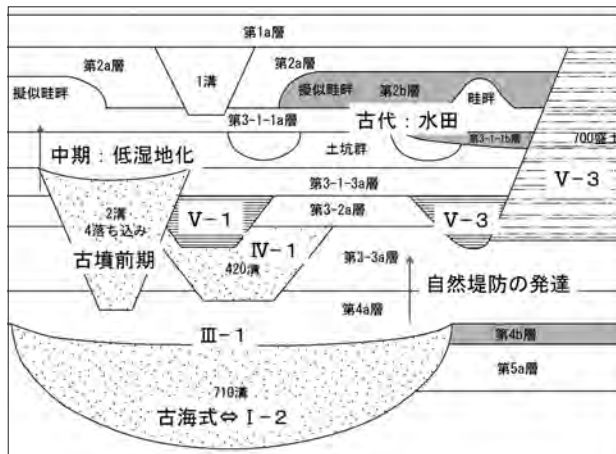 第1a層
第2a層
1溝
第2a層
擬似畦畔
擬似畦畔
第2b層
畦畔
第3-1-1a層
古代：水田
第3-1-1b層
700盛土
中期：低湿地化
土坑群
第3-1-3a層
Ⅴ-3
2溝
4落ち込み
古墳前期
Ⅴ-1
第3-2a層
Ⅴ-3
Ⅳ-1
420溝
第3-3a層
自然堤防の発達
第4a層
Ⅲ-1
第4b層
第5a層
710溝
古海式⇔Ⅰ-2